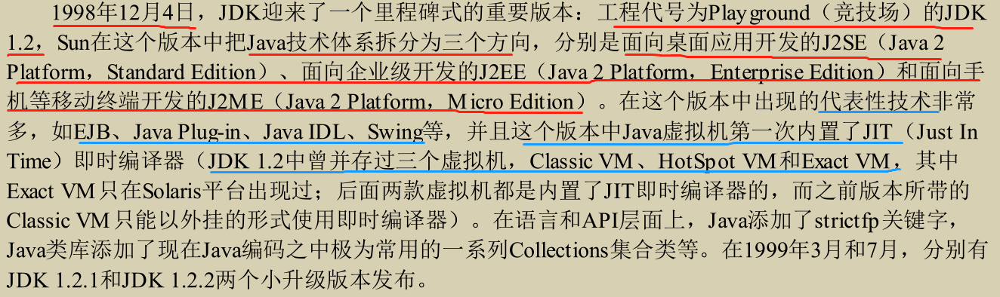 1998年12月4日，JDK迎来了一个里程碑式的重要版本：工程代号为Playground（竞技场）的JDK
1.2，Sun在这个版本中把Java技术体系拆分为三个方向，分别是面向桌面应用开发的J2SE（Java 2
Platform，Standard Edition）、面向企业级开发的J2EE（Java 2 Platform，Enterprise Edition）和面向手
机等移动终端开发的J2ME（Java 2 Platform，Micro Edition）。在这个版本中出现的代表性技术非常
多，如EJB、Java Plug-in、Java IDL、Swing等，并且这个版本中Java虚拟机第一次内置了JIT（Just In
Time）即时编译器（JDK 1.2中曾并存过三个虚拟机，Classic VM、HotSpot VM和Exact VM，其中
Exact VM只在Solaris平台出现过；后面两款虚拟机都是内置了JIT即时编译器的，而之前版本所带的
Classic VM只能以外挂的形式使用即时编译器）。在语言和API层面上，Java添加了strictfp关键字，
Java类库添加了现在Java编码之中极为常用的一系列Collections集合类等。在1999年3月和7月，分别有
JDK 1.2.1和JDK 1.2.2两个小升级版本发布。